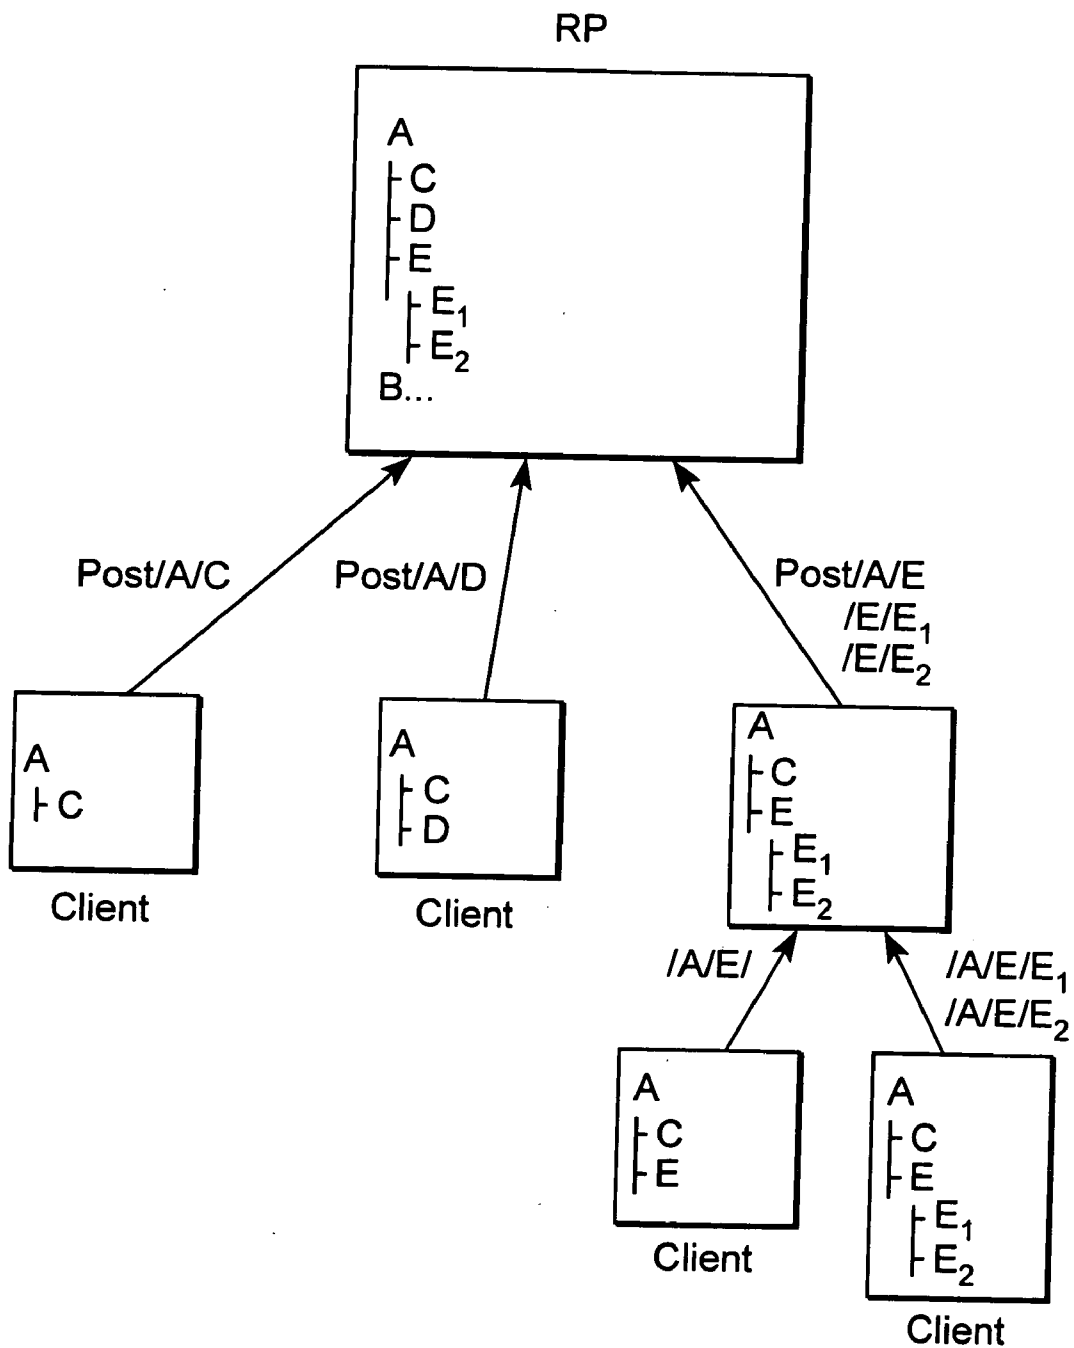 RP
A
C
D
E
E1
E2
B...
Post/A/C
Post/A/D
Post/A/E
/E/E1
/E/E2
A
C
Client
A
C
D
Client
A
C
E
E1
E2
/A/E/
/A/E/E1
/A/E/E2
A
C
E
Client
A
C
E
E1
E2
Client